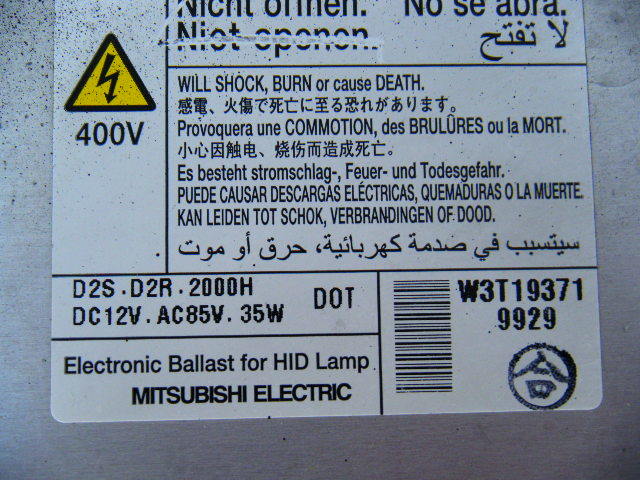 Nicht öffnen. No se abra.
Niet openen. لا تفتح
400V
WILL SHOCK, BURN or cause DEATH.
感電、火傷で死亡に至る恐れがあります。
Provoquera une COMMOTION, des BRULÛRES ou la MORT.
小心因触电、烧伤而造成死亡。
Es besteht stromschlag-, Feuer- und Todesgefahr.
PUEDE CAUSAR DESCARGAS ELÉCTRICAS, QUEMADURAS O LA MUERTE.
KAN LEIDEN TOT SCHOK, VERBRANDINGEN OF DOOD.
سيتسبب في صدمة كهربائية، حرق أو موت
D2S.D2R.2000H DOT
DC12V.AC85V.35W
W3T19371
9929
合
Electronic Ballast for HID Lamp
MITSUBISHI ELECTRIC